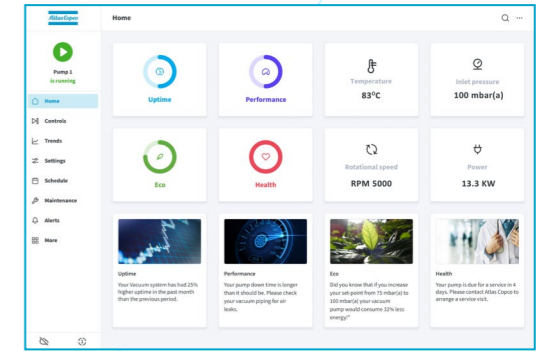 Atlas Copco
Home
Pump 1
is running
Home
Controls
Trends
Settings
Schedule
Maintenance
Alerts
More
Uptime
Performance
Temperature
83°C
Inlet pressure
100 mbar(a)
Eco
Health
Rotational speed
RPM 5000
Power
13.3 KW
Uptime
Your Vacuum system has had 25%
higher uptime in the past month
than the previous period.
Performance
Your pump down time is longer
than it should be. Please check
your vacuum piping for air
leaks.
Eco
Did you know that if you increase
your set-point from 75 mbar(a) to
100 mbar(a) your vacuum
pump would consume 32% less
energy!"
Health
Your pump is due for a service in 4
days. Please contact Atlas Copco to
arrange a service visit.